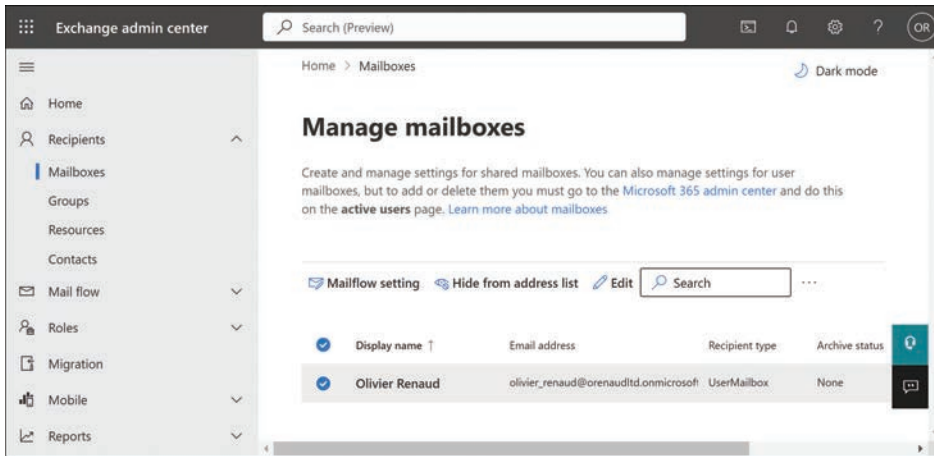 Exchange admin center
Search (Preview)
OR
Home > Mailboxes
Dark mode
Home
Recipients
Mailboxes
Groups
Resources
Contacts
Mail flow
Roles
Migration
Mobile
Reports
Manage mailboxes
Create and manage settings for shared mailboxes. You can also manage settings for user
mailboxes, but to add or delete them you must go to the Microsoft 365 admin center and do this
on the active users page. Learn more about mailboxes
Mailflow setting Hide from address list Edit Search ...
Display name ↑ Email address Recipient type Archive status
Olivier Renaud olivier_renaud@orenaudltd.onmicrosoft UserMailbox None